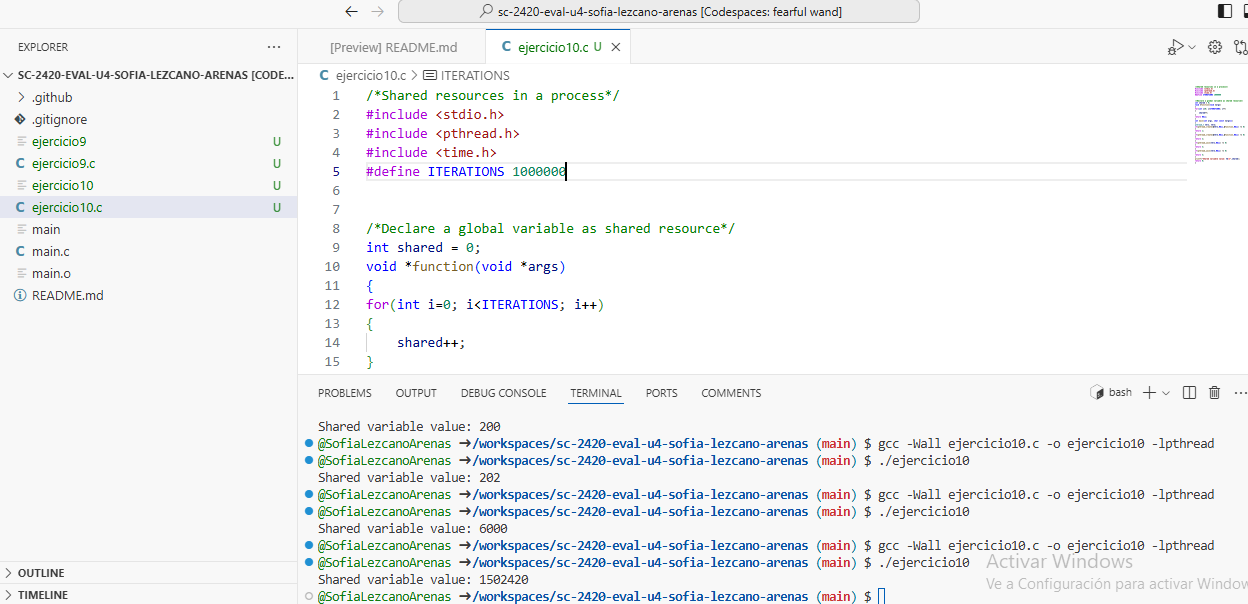 sc-2420-eval-u4-sofia-lezcano-arenas [Codespaces: fearful wand]
EXPLORER
SC-2420-EVAL-U4-SOFIA-LEZCANO-ARENAS [CODE...
.github
.gitignore
ejercicio9 U
C ejercicio9.c U
ejercicio10 U
C ejercicio10.c U
main
C main.c
main.o
README.md
OUTLINE
TIMELINE
[Preview] README.md
C ejercicio10.c U
C ejercicio10.c > ITERATIONS
1 /*Shared resources in a process*/
2 #include <stdio.h>
3 #include <pthread.h>
4 #include <time.h>
5 #define ITERATIONS 1000000
6
7
8 /*Declare a global variable as shared resource*/
9 int shared = 0;
10 void *function(void *args)
11 {
12 for(int i=0; i<ITERATIONS; i++)
13 {
14 shared++;
15 }
PROBLEMS OUTPUT DEBUG CONSOLE TERMINAL PORTS COMMENTS
bash
Shared variable value: 200
@SofiaLezcanoArenas ➜/workspaces/sc-2420-eval-u4-sofia-lezcano-arenas (main) $ gcc -Wall ejercicio10.c -o ejercicio10 -lpthread
@SofiaLezcanoArenas ➜/workspaces/sc-2420-eval-u4-sofia-lezcano-arenas (main) $ ./ejercicio10
Shared variable value: 202
@SofiaLezcanoArenas ➜/workspaces/sc-2420-eval-u4-sofia-lezcano-arenas (main) $ gcc -Wall ejercicio10.c -o ejercicio10 -lpthread
@SofiaLezcanoArenas ➜/workspaces/sc-2420-eval-u4-sofia-lezcano-arenas (main) $ ./ejercicio10
Shared variable value: 6000
@SofiaLezcanoArenas ➜/workspaces/sc-2420-eval-u4-sofia-lezcano-arenas (main) $ gcc -Wall ejercicio10.c -o ejercicio10 -lpthread
@SofiaLezcanoArenas ➜/workspaces/sc-2420-eval-u4-sofia-lezcano-arenas (main) $ ./ejercicio10
Shared variable value: 1502420
@SofiaLezcanoArenas ➜/workspaces/sc-2420-eval-u4-sofia-lezcano-arenas (main) $
Activar Windows
Ve a Configuración para activar Window